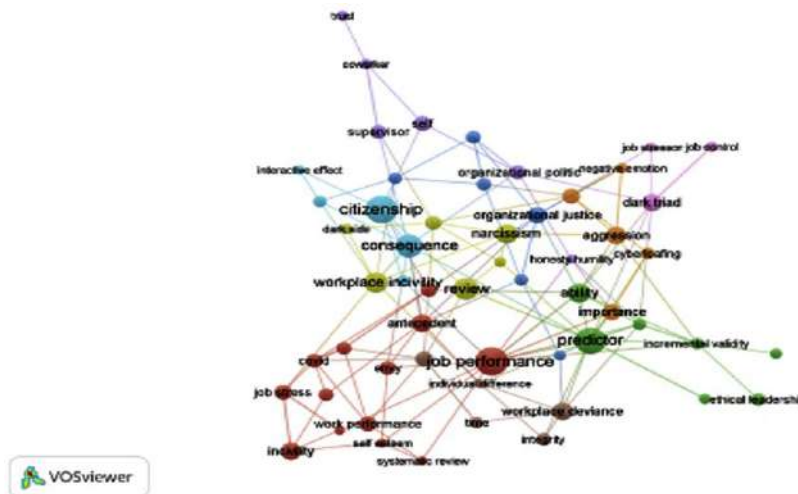 trust
coworker
self
supervisor
job stressor
job control
interactive effect
organizational politic
negative emotion
citizenship
dark triad
organizational justice
dark side
narcissism
aggression
consequence
honesty humility
cyberloafing
workplace incivility
review
ability
importance
antecedent
predictor
incremental validity
covid
job performance
envy
individual difference
job stress
ethical leadership
workplace deviance
work performance
time
self esteem
integrity
incivility
systematic review
VOSviewer